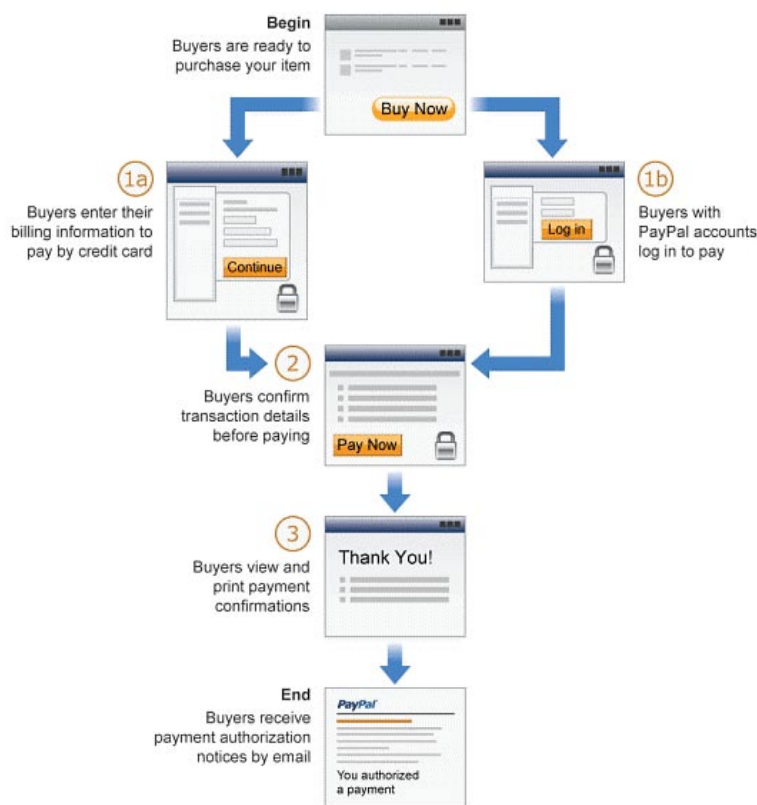 Begin
Buyers are ready to
purchase your item
Buy Now
1a
Buyers enter their
billing information to
pay by credit card
Continue
1b
Buyers with
PayPal accounts
log in to pay
Log in
2
Buyers confirm
transaction details
before paying
Pay Now
3
Buyers view and
print payment
confirmations
Thank You!
End
Buyers receive
payment authorization
notices by email
PayPal
You authorized
a payment